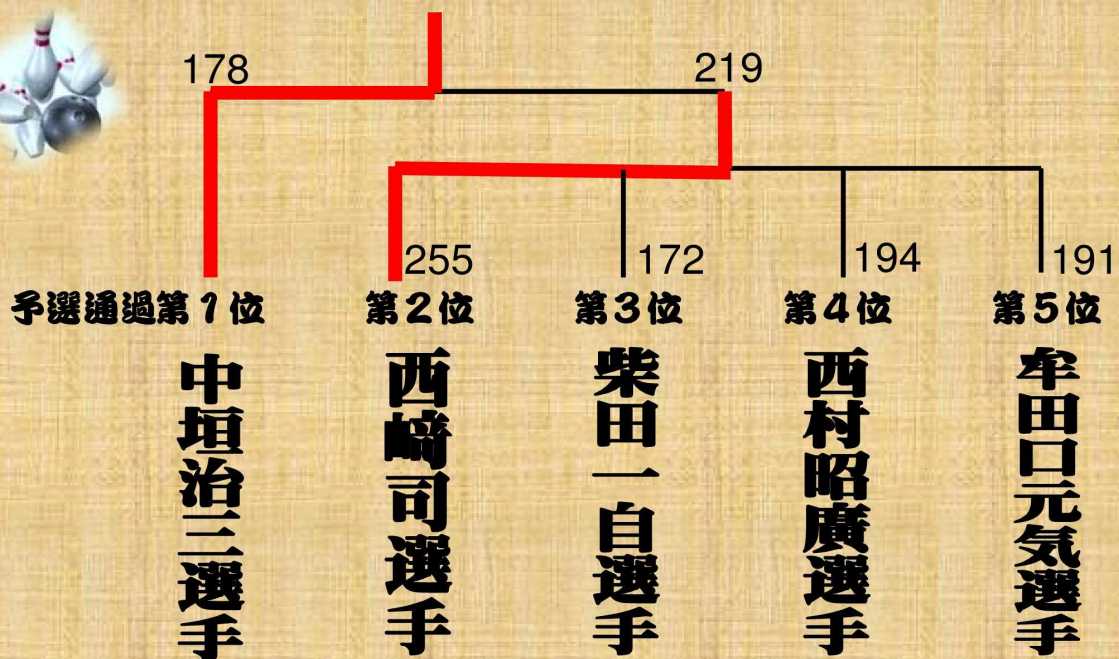 178
219
255
172
194
191
予選通過第1位
第2位
第3位
第4位
第5位
中垣治三選手
西﨑司選手
柴田一自選手
西村昭廣選手
牟田口元気選手